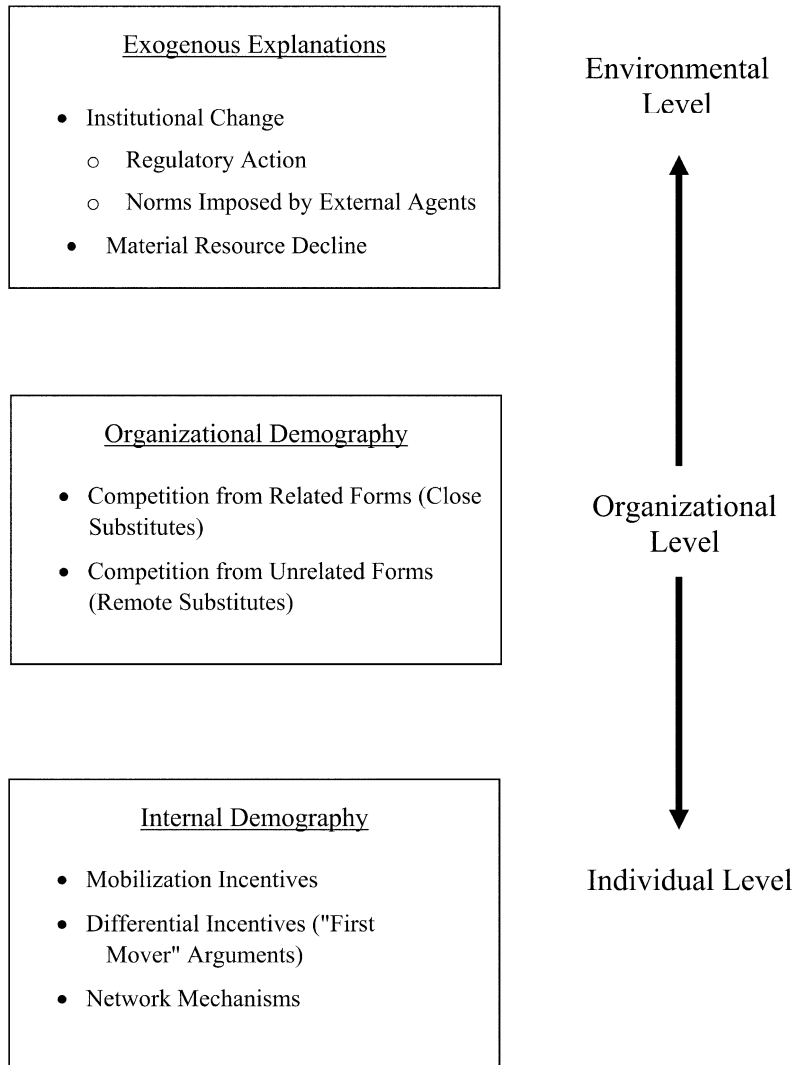 Exogenous Explanations
• Institutional Change
o Regulatory Action
o Norms Imposed by External Agents
• Material Resource Decline
Environmental
Level
Organizational Demography
• Competition from Related Forms (Close
Substitutes)
• Competition from Unrelated Forms
(Remote Substitutes)
Organizational
Level
Internal Demography
• Mobilization Incentives
• Differential Incentives ("First
Mover" Arguments)
• Network Mechanisms
Individual Level